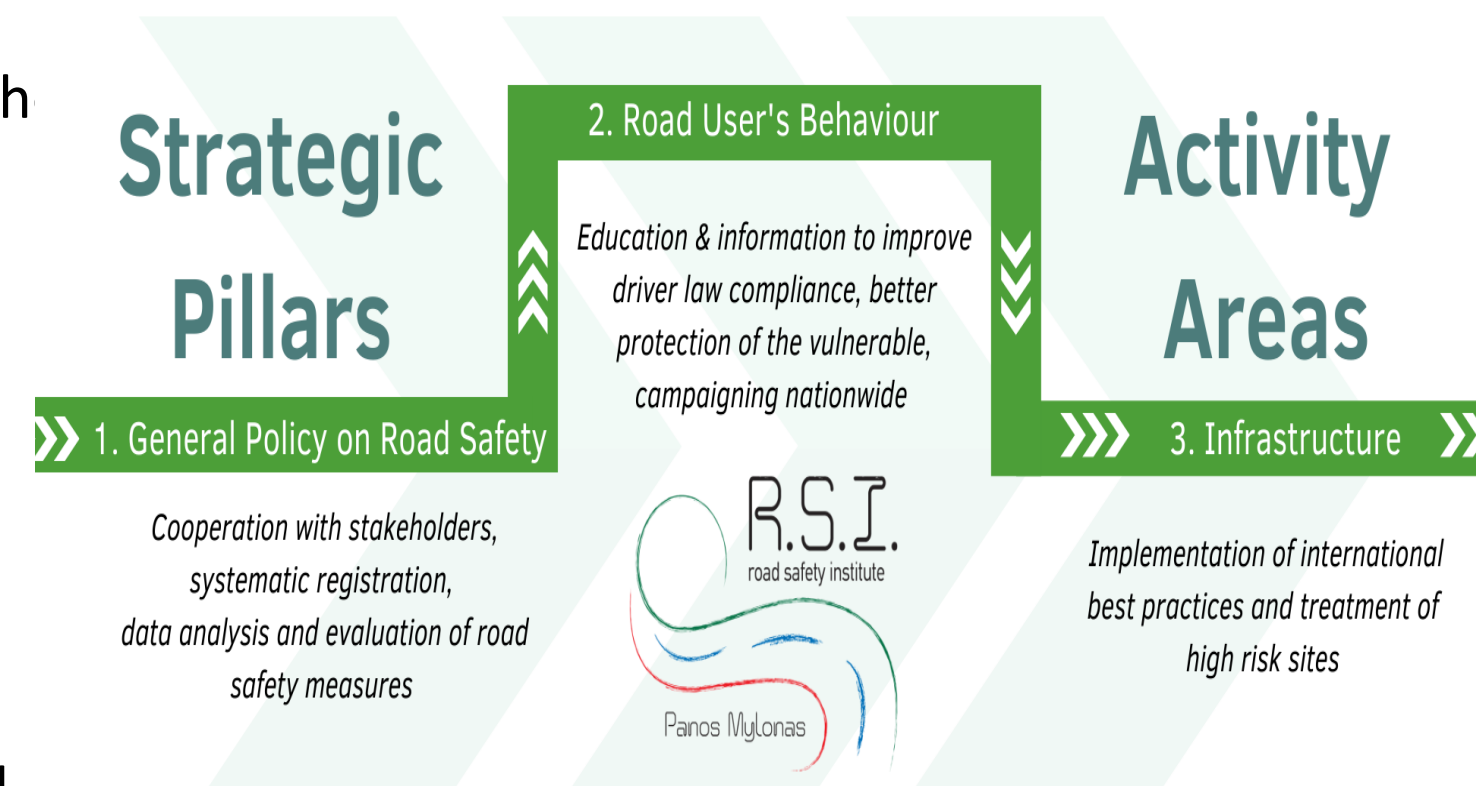 Strategic
Pillars
1. General Policy on Road Safety
Cooperation with stakeholders,
systematic registration,
data analysis and evaluation of road
safety measures
2. Road User's Behaviour
Education & information to improve
driver law compliance, better
protection of the vulnerable,
campaigning nationwide
R.S.I.
road safety institute
Panos Mylonas
Activity
Areas
3. Infrastructure
Implementation of international
best practices and treatment of
high risk sites